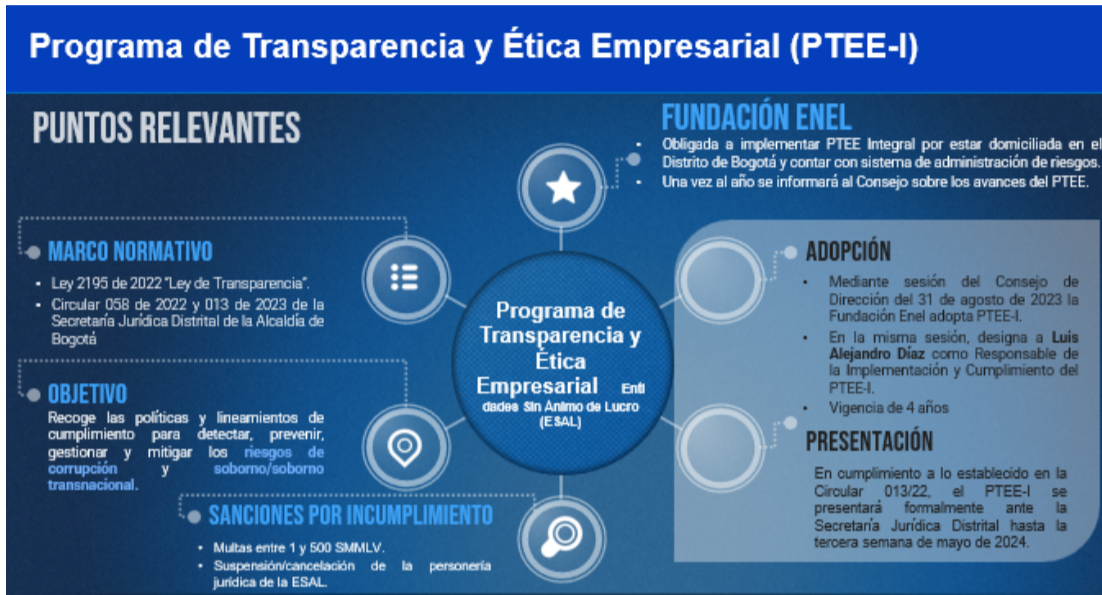 Programa de Transparencia y Ética Empresarial (PTEE-I)
PUNTOS RELEVANTES
FUNDACIÓN ENEL
• Obligada a implementar PTEE Integral por estar domiciliada en el
Distrito de Bogotá y contar con sistema de administración de riesgos.
• Una vez al año se informará al Consejo sobre los avances del PTEE.
MARCO NORMATIVO
• Ley 2195 de 2022 "Ley de Transparencia".
• Circular 058 de 2022 y 013 de 2023 de la
Secretaría Jurídica Distrital de la Alcaldía de
Bogotá
OBJETIVO
Recoge las políticas y lineamientos de
cumplimiento para detectar, prevenir,
gestionar y mitigar los riesgos de
corrupción y soborno/soborno
transnacional.
SANCIONES POR INCUMPLIMIENTO
• Multas entre 1 y 500 SMMLV.
• Suspensión/cancelación de la personería
jurídica de la ESAL.
Programa de
Transparencia y
Ética
Empresarial Enti
dades Sin Ánimo de Lucro
(ESAL)
ADOPCIÓN
• Mediante sesión del Consejo de
Dirección del 31 de agosto de 2023 la
Fundación Enel adopta PTEE-I.
• En la misma sesión, designa a Luis
Alejandro Díaz como Responsable de
la Implementación y Cumplimiento del
PTEE-I.
• Vigencia de 4 años
PRESENTACIÓN
En cumplimiento a lo establecido en la
Circular 013/22, el PTEE-I se
presentará formalmente ante la
Secretaría Jurídica Distrital hasta la
tercera semana de mayo de 2024.